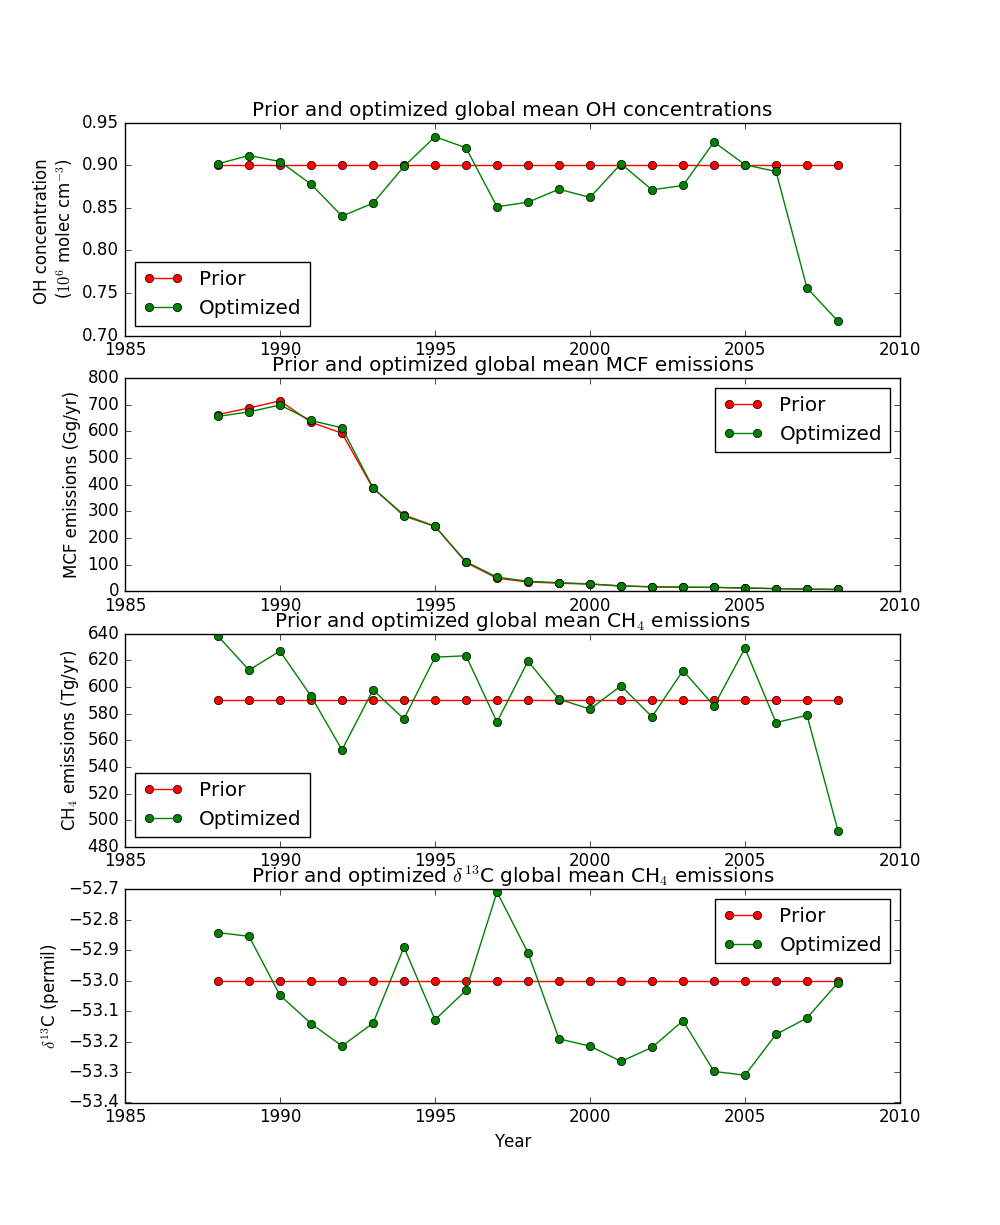 Prior and optimized global mean OH concentrations
OH concentration
(10⁶ molec cm⁻³)
0.95
0.90
0.85
0.80
0.75
0.70
Prior
Optimized
1985 1990 1995 2000 2005 2010
Prior and optimized global mean MCF emissions
MCF emissions (Gg/yr)
800
700
600
500
400
300
200
100
0
Prior
Optimized
1985 1990 1995 2000 2005 2010
Prior and optimized global mean CH₄ emissions
CH₄ emissions (Tg/yr)
640
620
600
580
560
540
520
500
480
Prior
Optimized
1985 1990 1995 2000 2005 2010
Prior and optimized δ¹³C global mean CH₄ emissions
δ¹³C (permil)
−52.7
−52.8
−52.9
−53.0
−53.1
−53.2
−53.3
−53.4
Prior
Optimized
1985 1990 1995 2000 2005 2010
Year